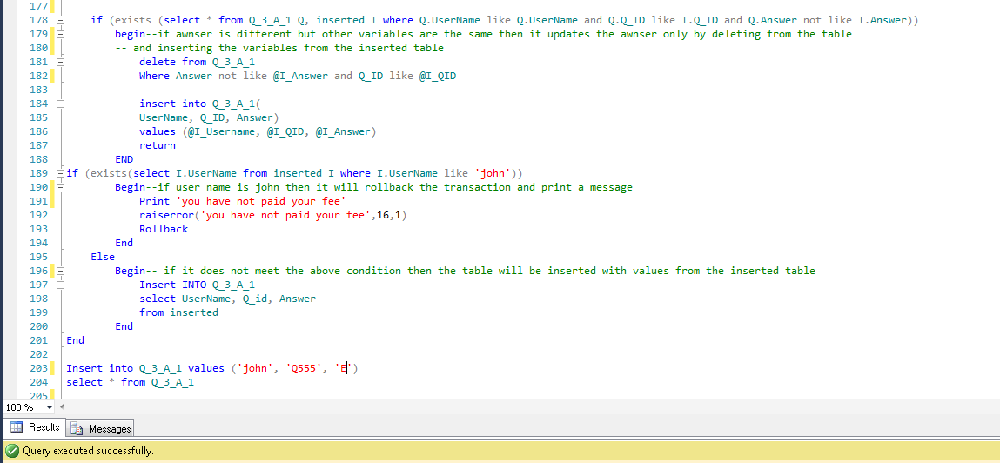 177
178 if (exists (select * from Q_3_A_1 Q, inserted I where Q.UserName like Q.UserName and Q.Q_ID like I.Q_ID and Q.Answer not like I.Answer))
179 begin--if awnser is different but other variables are the same then it updates the awnser only by deleting from the table
180 -- and inserting the variables from the inserted table
181 delete from Q_3_A_1
182 Where Answer not like @I_Answer and Q_ID like @I_QID
183
184 insert into Q_3_A_1(
185 UserName, Q_ID, Answer)
186 values (@I_Username, @I_QID, @I_Answer)
187 return
188 END
189 if (exists(select I.UserName from inserted I where I.UserName like 'john'))
190 Begin--if user name is john then it will rollback the transaction and print a message
191 Print 'you have not paid your fee'
192 raiserror('you have not paid your fee',16,1)
193 Rollback
194 End
195 Else
196 Begin-- if it does not meet the above condition then the table will be inserted with values from the inserted table
197 Insert INTO Q_3_A_1
198 select UserName, Q_id, Answer
199 from inserted
200 End
201 End
202
203 Insert into Q_3_A_1 values ('john', 'Q555', 'E')
204 select * from Q_3_A_1
205
100 %
Results Messages
Query executed successfully.